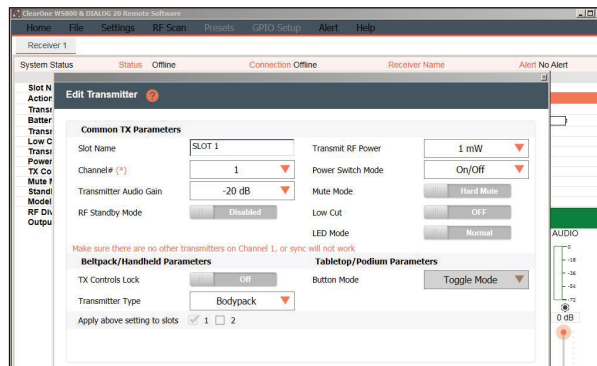 ClearOne WS800 & DIALOG 20 Remote Software
Home File Settings RF Scan Presets GPIO Setup Alert Help
Receiver 1
System Status Status Offline Connection Offline Receiver Name Alert No Alert
Edit Transmitter ?
Slot N
Action
Transr
Batter
Transr
Low C
Transr
Power
TX Co
Mute
Standi
Model
RF Div
Outpu
Common TX Parameters
Slot Name SLOT 1 Transmit RF Power 1 mW
Channel# (*) 1 Power Switch Mode On/Off
Transmitter Audio Gain -20 dB Mute Mode Hard Mute
RF Standby Mode Disabled Low Cut OFF
LED Mode Normal
Make sure there are no other transmitters on Channel 1, or sync will not work
Beltpack/Handheld Parameters Tabletop/Podium Parameters
TX Controls Lock Off Button Mode Toggle Mode
Transmitter Type Bodypack
Apply above setting to slots 1 2
AUDIO
0
-18
-36
-54
-72
0 dB